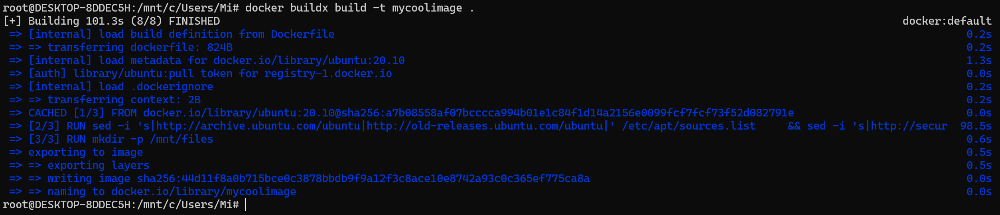 root@DESKTOP-8DDEC5H:/mnt/c/Users/Mi# docker buildx build -t mycoolimage .
[+] Building 101.3s (8/8) FINISHED docker:default
=> [internal] load build definition from Dockerfile 0.2s
=> => transferring dockerfile: 824B 0.2s
=> [internal] load metadata for docker.io/library/ubuntu:20.10 1.3s
=> [auth] library/ubuntu:pull token for registry-1.docker.io 0.0s
=> [internal] load .dockerignore 0.2s
=> => transferring context: 2B 0.2s
=> CACHED [1/3] FROM docker.io/library/ubuntu:20.10@sha256:a7b08558af07bcccca994b01e1c84f1d14a2156e0099fcf7fcf73f52d082791e 0.0s
=> [2/3] RUN sed -i 's|http://archive.ubuntu.com/ubuntu|http://old-releases.ubuntu.com/ubuntu|' /etc/apt/sources.list     && sed -i 's|http://secur 98.5s
=> [3/3] RUN mkdir -p /mnt/files 0.6s
=> exporting to image 0.5s
=> => exporting layers 0.5s
=> => writing image sha256:44d11f8a0b715bce0c3878bbdb9f9a12f3c8ace10e8742a93c0c365ef775ca8a 0.0s
=> => naming to docker.io/library/mycoolimage 0.0s
root@DESKTOP-8DDEC5H:/mnt/c/Users/Mi#